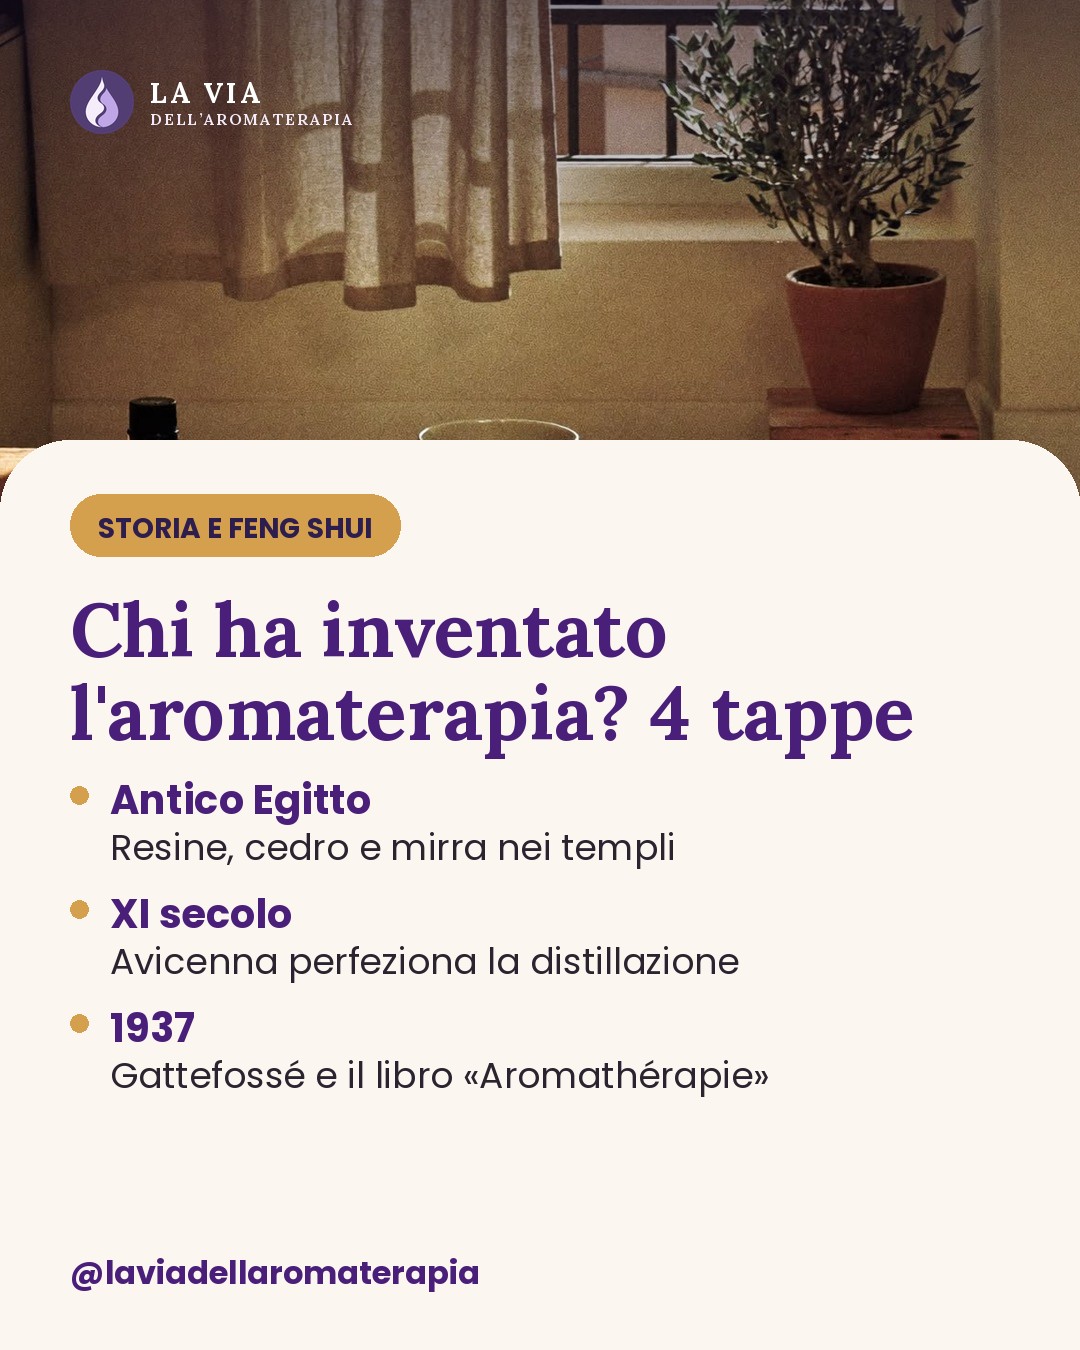 LA VIA
DELL'AROMATERAPIA
STORIA E FENG SHUI
Chi ha inventato
l'aromaterapia? 4 tappe
Antico Egitto
Resine, cedro e mirra nei templi
XI secolo
Avicenna perfeziona la distillazione
1937
Gattefossé e il libro «Aromathérapie»
@laviadellaromaterapia